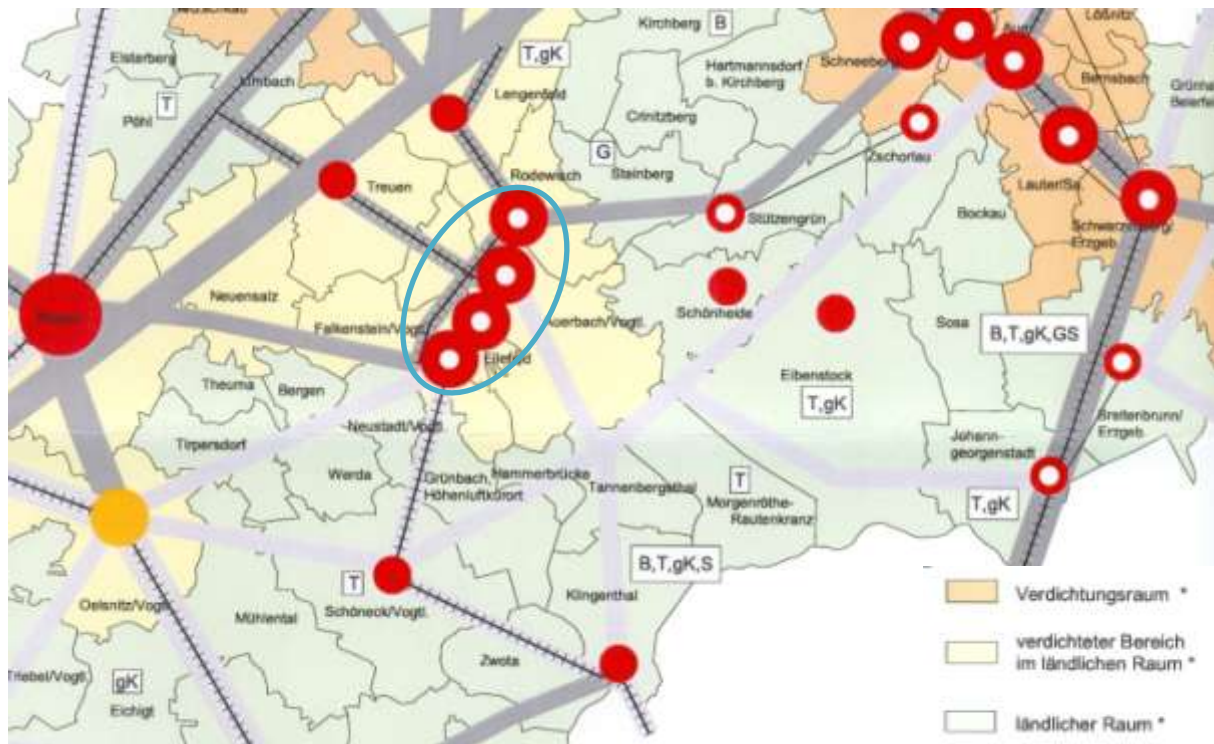 Kirchberg
B
Lößnitz
Elsterberg
T,gK
Schneeberg
Aue
Limbach
Hartmannsdorf
b. Kirchberg
Bernsbach
T
Lengenfeld
Pöhl
Crinitzberg
G
Zschorlau
Rodewisch
Steinberg
Treuen
Lauter/Sa.
Bockau
Stützengrün
Schwarzenberg/
Erzgeb.
Neuensalz
Schönheide
Falkenstein/Vogtl.
Auerbach/Vogtl.
Sosa
B,T,gK,GS
Ellefeld
Theuma
Bergen
Eibenstock
T,gK
Breitenbrunn/
Erzgeb.
Neustadt/Vogtl.
Tirpersdorf
Johann-
georgenstadt
Werda
Grünbach,
Höhenluftkurort
Hammerbrücke
Tannenbergsthal
T
Morgenröthe-
Rautenkranz
T,gK
B,T,gK,S
T
Schöneck/Vogtl.
Klingenthal
Oelsnitz/Vogtl.
Mühlental
Zwota
Triebel/Vogtl.
gK
Eichigt
Verdichtungsraum *
verdichteter Bereich
im ländlichen Raum *
ländlicher Raum *